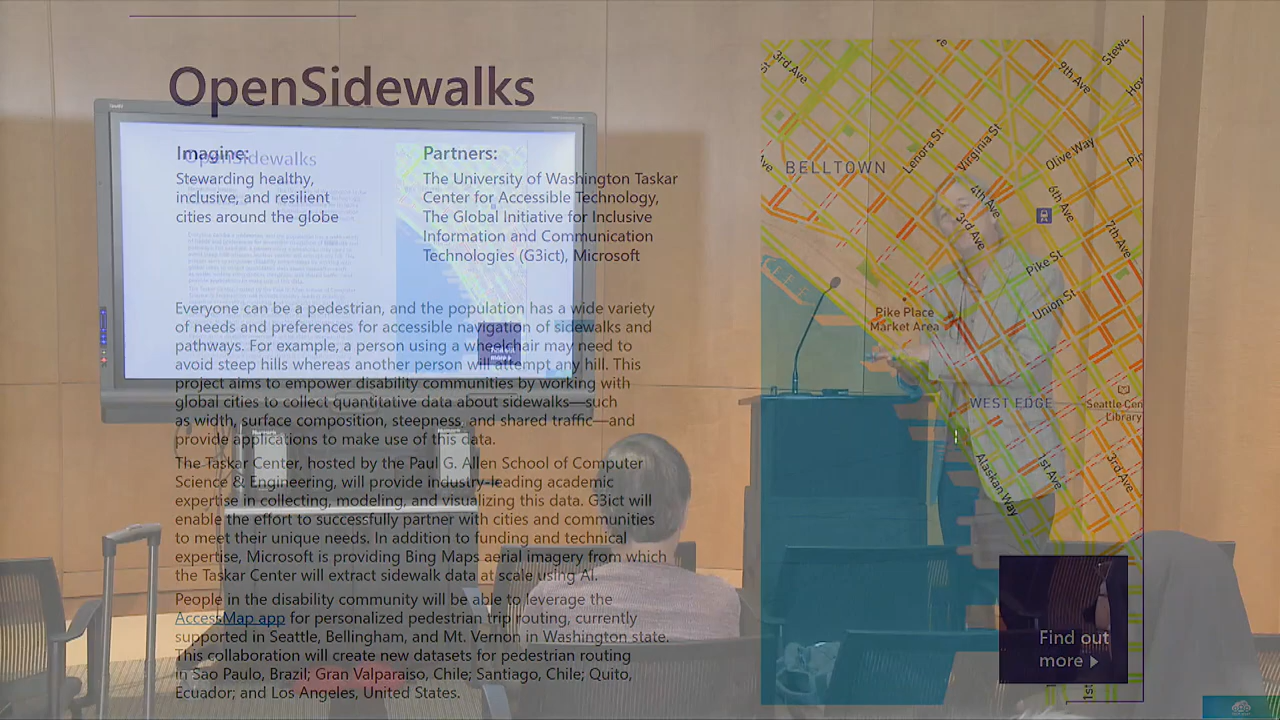 OpenSidewalks
Imagine:
Stewarding healthy,
inclusive, and resilient
cities around the globe
Partners:
The University of Washington Taskar
Center for Accessible Technology,
The Global Initiative for Inclusive
Information and Communication
Technologies (G3ict), Microsoft
Everyone can be a pedestrian, and the population has a wide variety
of needs and preferences for accessible navigation of sidewalks and
pathways. For example, a person using a wheelchair may need to
avoid steep hills whereas another person will attempt any hill. This
project aims to empower disability communities by working with
global cities to collect quantitative data about sidewalks—such
as width, surface composition, steepness, and shared traffic—and
provide applications to make use of this data.
The Taskar Center, hosted by the Paul G. Allen School of Computer
Science & Engineering, will provide industry-leading academic
expertise in collecting, modeling, and visualizing this data. G3ict will
enable the effort to successfully partner with cities and communities
to meet their unique needs. In addition to funding and technical
expertise, Microsoft is providing Bing Maps aerial imagery from which
the Taskar Center will extract sidewalk data at scale using AI.
People in the disability community will be able to leverage the
AccessMap app for personalized pedestrian trip routing, currently
supported in Seattle, Bellingham, and Mt. Vernon in Washington state.
This collaboration will create new datasets for pedestrian routing
in Sao Paulo, Brazil; Gran Valparaiso, Chile; Santiago, Chile; Quito,
Ecuador; and Los Angeles, United States.
OpenSidewalks
3rd Ave
9th Ave
BELLTOWN
Lenora St
Virginia St
Olive Way
4th Ave
6th Ave
3rd Ave
7th Ave
Pike St
Union St
Pike Place
Market Area
WEST EDGE
Seattle Cen
Library
Alaskan Way
1st Ave
3rd Ave
Find out
more